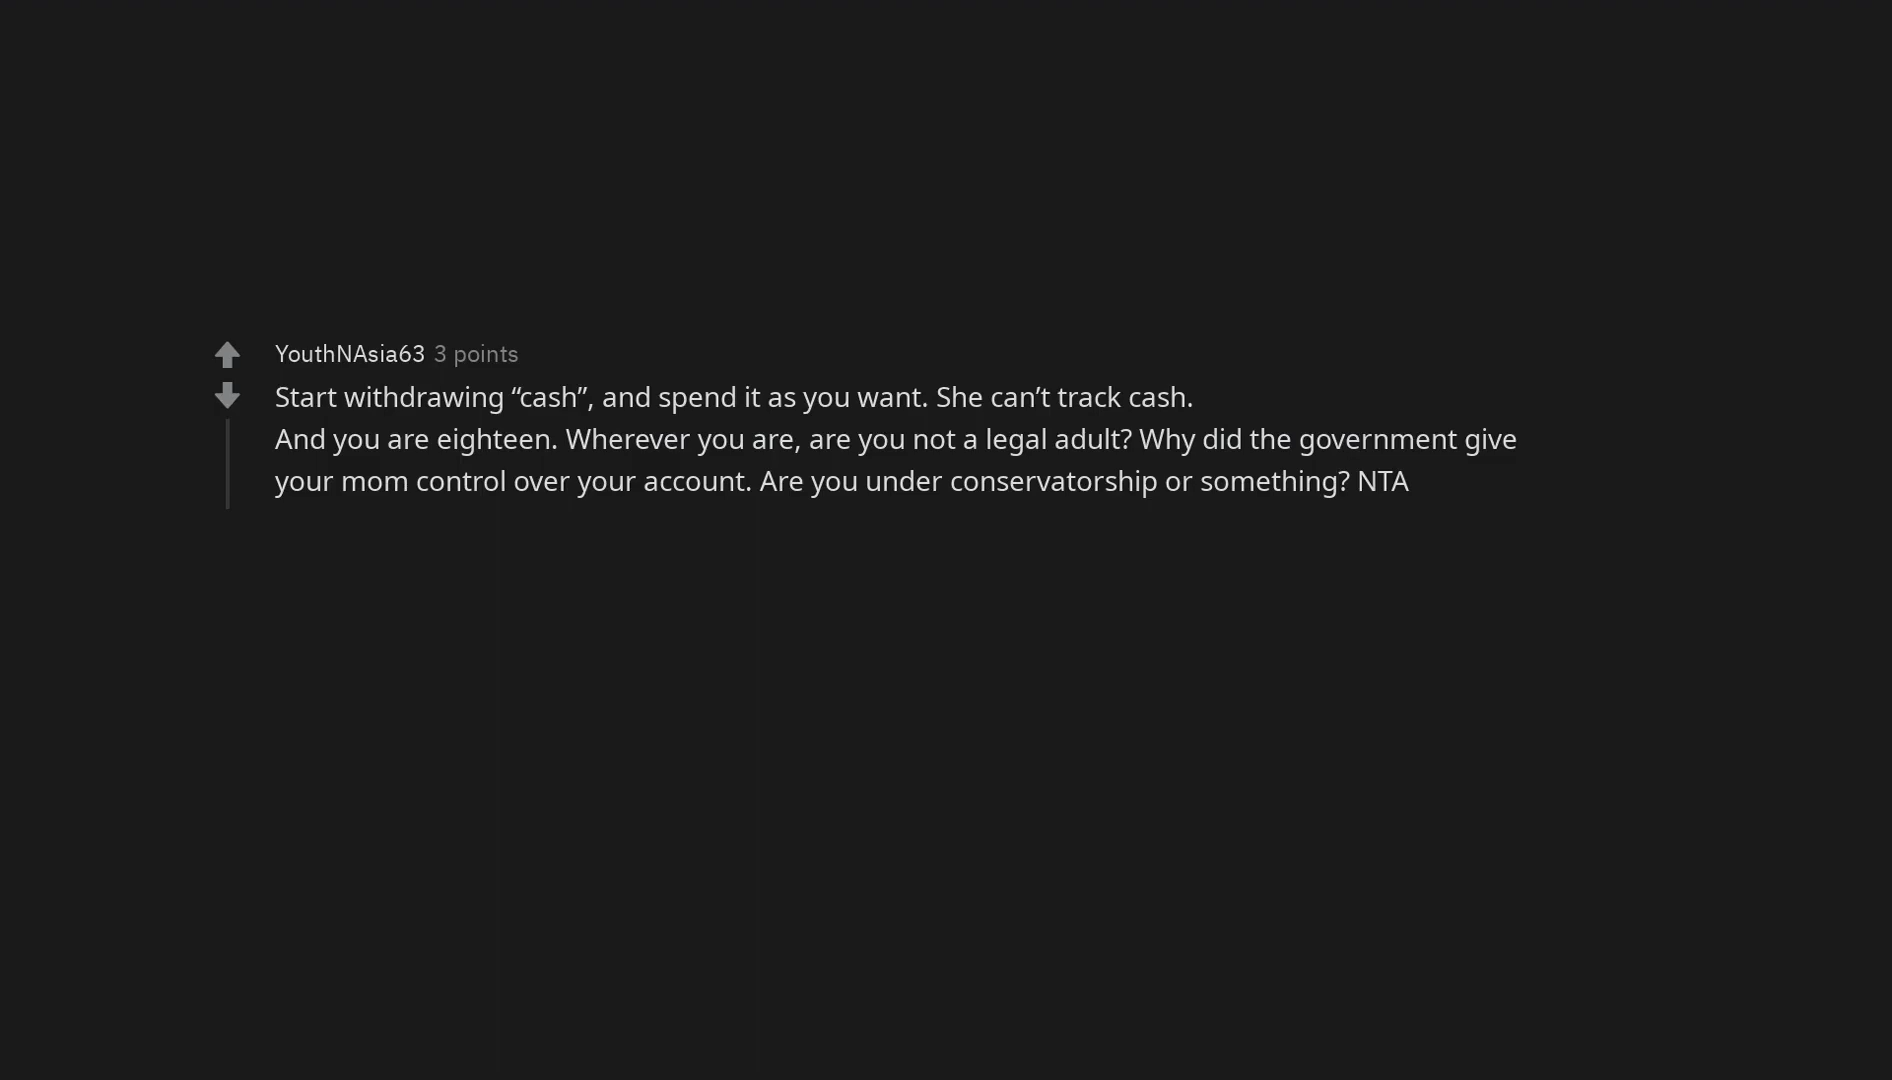 YouthNAsia63 3 points
Start withdrawing “cash”, and spend it as you want. She can’t track cash.
And you are eighteen. Wherever you are, are you not a legal adult? Why did the government give
your mom control over your account. Are you under conservatorship or something? NTA